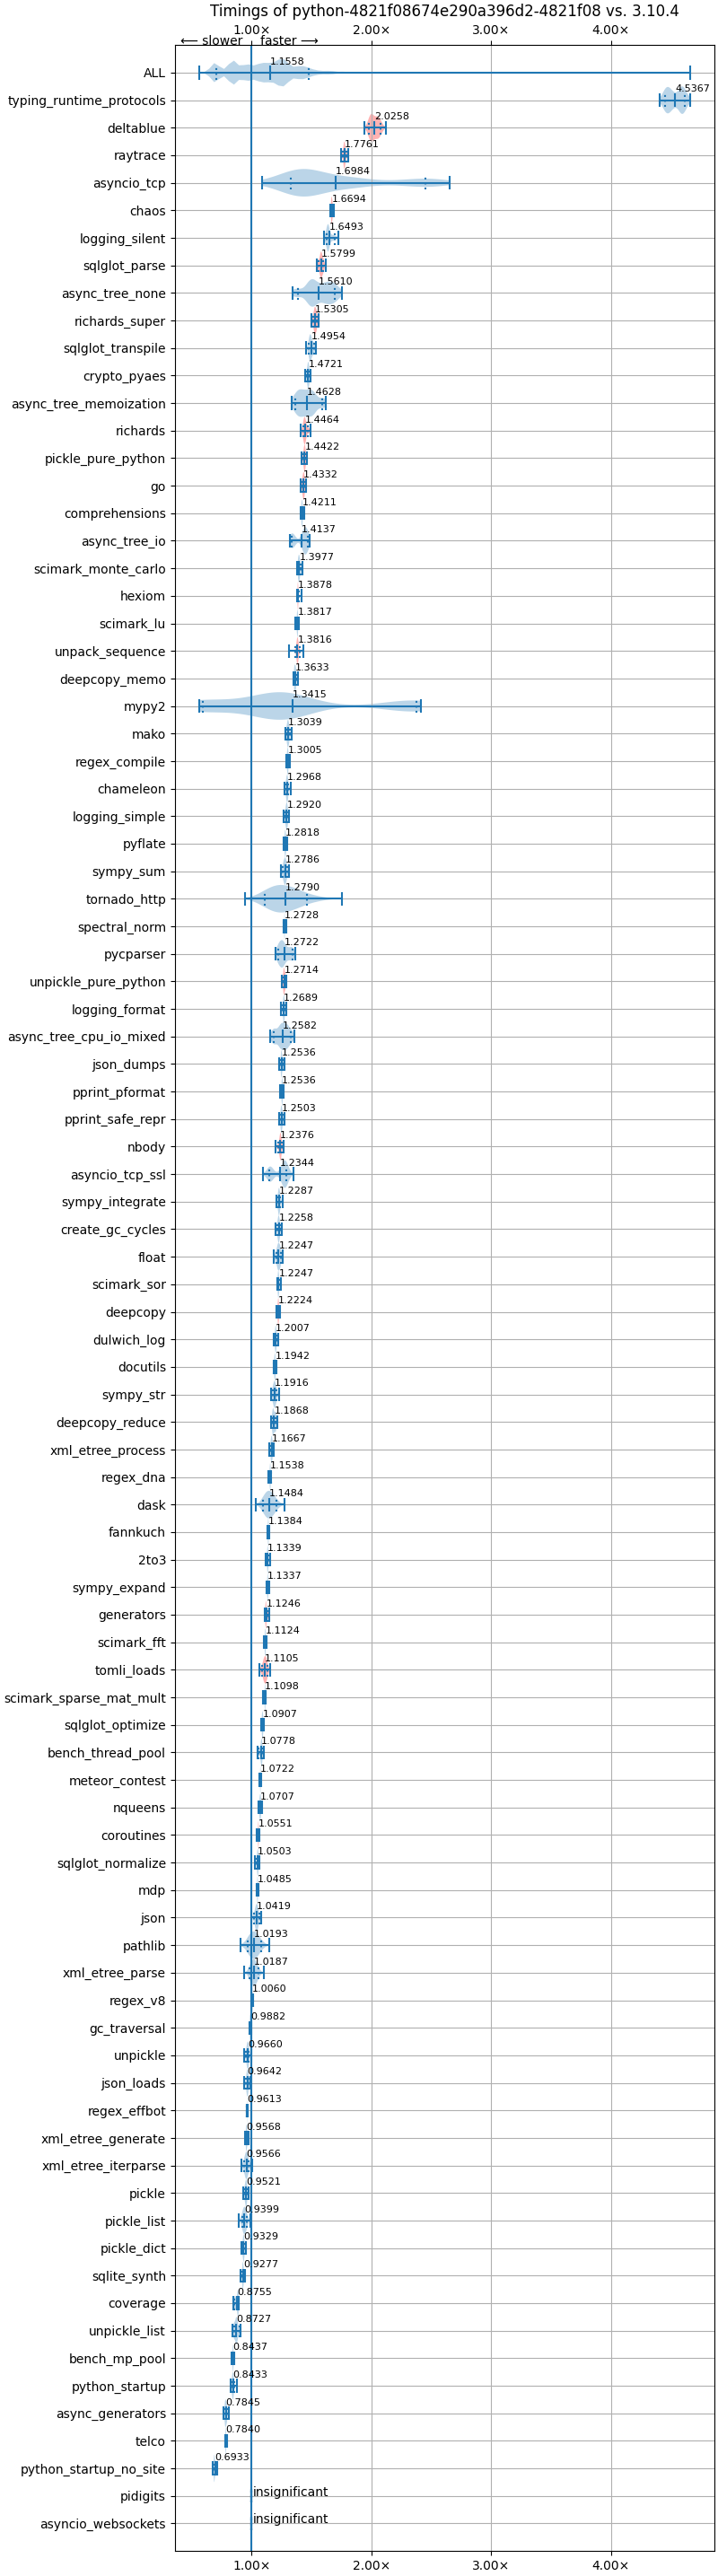 Timings of python-4821f08674e290a396d2-4821f08 vs. 3.10.4
1.00× 2.00× 3.00× 4.00×
⟵ slower faster ⟶
ALL 1.1558
typing_runtime_protocols 4.5367
deltablue 2.0258
raytrace 1.7761
asyncio_tcp 1.6984
chaos 1.6694
logging_silent 1.6493
sqlglot_parse 1.5799
async_tree_none 1.5610
richards_super 1.5305
sqlglot_transpile 1.4954
crypto_pyaes 1.4721
async_tree_memoization 1.4628
richards 1.4464
pickle_pure_python 1.4422
go 1.4332
comprehensions 1.4211
async_tree_io 1.4137
scimark_monte_carlo 1.3977
hexiom 1.3878
scimark_lu 1.3817
unpack_sequence 1.3816
deepcopy_memo 1.3633
mypy2 1.3415
mako 1.3039
regex_compile 1.3005
chameleon 1.2968
logging_simple 1.2920
pyflate 1.2818
sympy_sum 1.2786
tornado_http 1.2790
spectral_norm 1.2728
pycparser 1.2722
unpickle_pure_python 1.2714
logging_format 1.2689
async_tree_cpu_io_mixed 1.2582
json_dumps 1.2536
pprint_pformat 1.2536
pprint_safe_repr 1.2503
nbody 1.2376
asyncio_tcp_ssl 1.2344
sympy_integrate 1.2287
create_gc_cycles 1.2258
float 1.2247
scimark_sor 1.2247
deepcopy 1.2224
dulwich_log 1.2007
docutils 1.1942
sympy_str 1.1916
deepcopy_reduce 1.1868
xml_etree_process 1.1667
regex_dna 1.1538
dask 1.1484
fannkuch 1.1384
2to3 1.1339
sympy_expand 1.1337
generators 1.1246
scimark_fft 1.1124
tomli_loads 1.1105
scimark_sparse_mat_mult 1.1098
sqlglot_optimize 1.0907
bench_thread_pool 1.0778
meteor_contest 1.0722
nqueens 1.0707
coroutines 1.0551
sqlglot_normalize 1.0503
mdp 1.0485
json 1.0419
pathlib 1.0193
xml_etree_parse 1.0187
regex_v8 1.0060
gc_traversal 0.9882
unpickle 0.9660
json_loads 0.9642
regex_effbot 0.9613
xml_etree_generate 0.9568
xml_etree_iterparse 0.9566
pickle 0.9521
pickle_list 0.9399
pickle_dict 0.9329
sqlite_synth 0.9277
coverage 0.8755
unpickle_list 0.8727
bench_mp_pool 0.8437
python_startup 0.8433
async_generators 0.7845
telco 0.7840
python_startup_no_site 0.6933
pidigits insignificant
asyncio_websockets insignificant
1.00× 2.00× 3.00× 4.00×